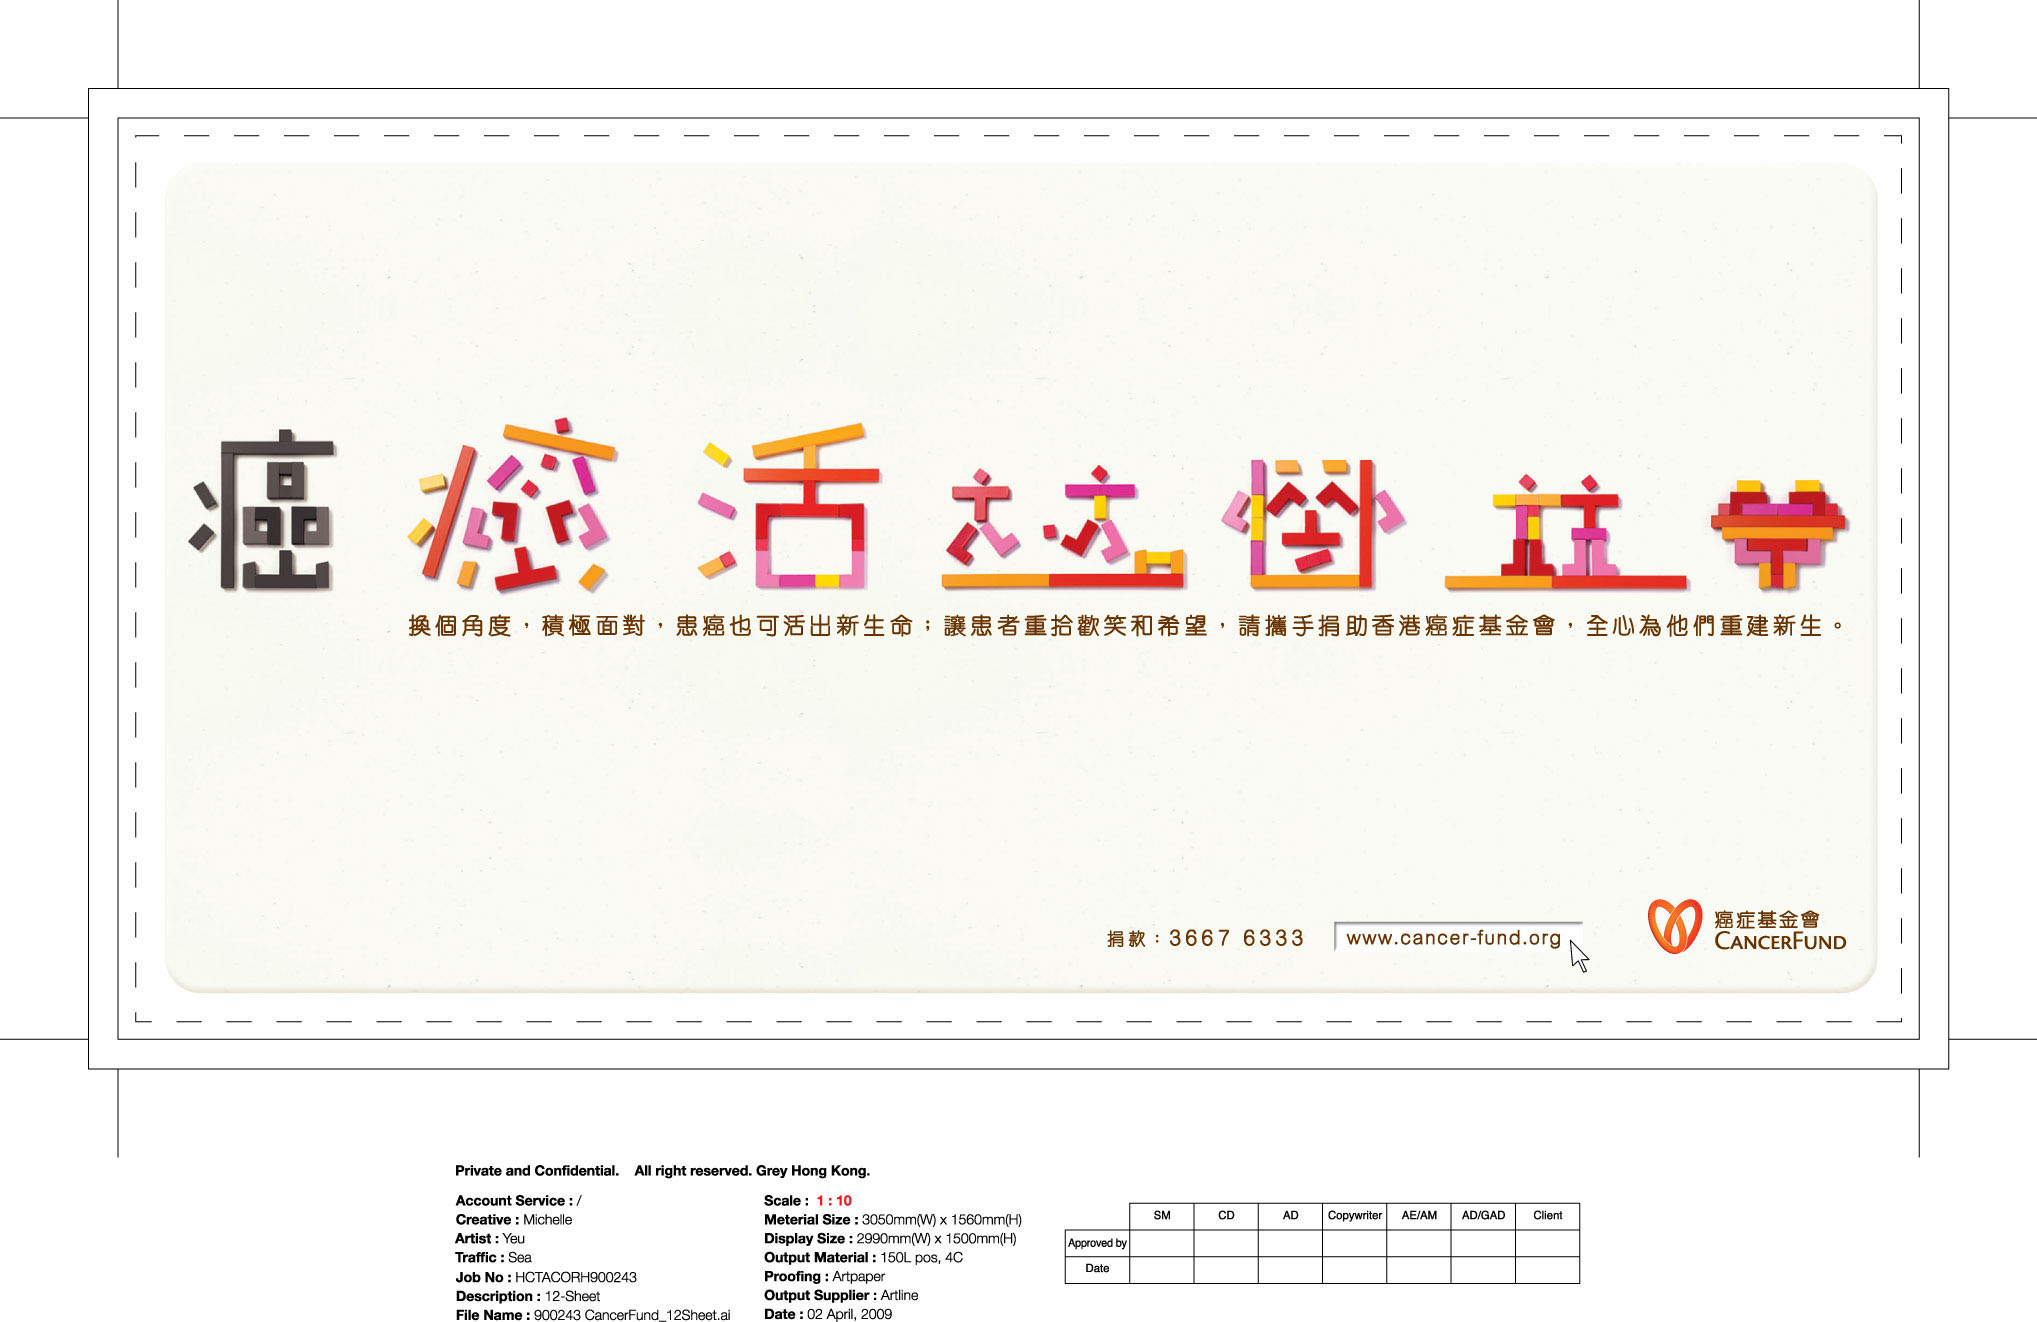 癌
活
換個角度，積極面對，患癌也可活出新生命；讓患者重拾歡笑和希望，請攜手捐助香港癌症基金會，全心為他們重建新生。
捐款：3667 6333
www.cancer-fund.org
癌症基金會
CANCERFUND
Private and Confidential. All right reserved. Grey Hong Kong.
Account Service : /
Creative : Michelle
Artist : Yeu
Traffic : Sea
Job No : HCTACORH900243
Description : 12-Sheet
File Name : 900243 CancerFund_12Sheet.ai
Scale : 1 : 10
Meterial Size : 3050mm(W) x 1560mm(H)
Display Size : 2990mm(W) x 1500mm(H)
Output Material : 150L pos, 4C
Proofing : Artpaper
Output Supplier : Artline
Date : 02 April, 2009
SM CD AD Copywriter AE/AM AD/GAD Client
Approved by
Date